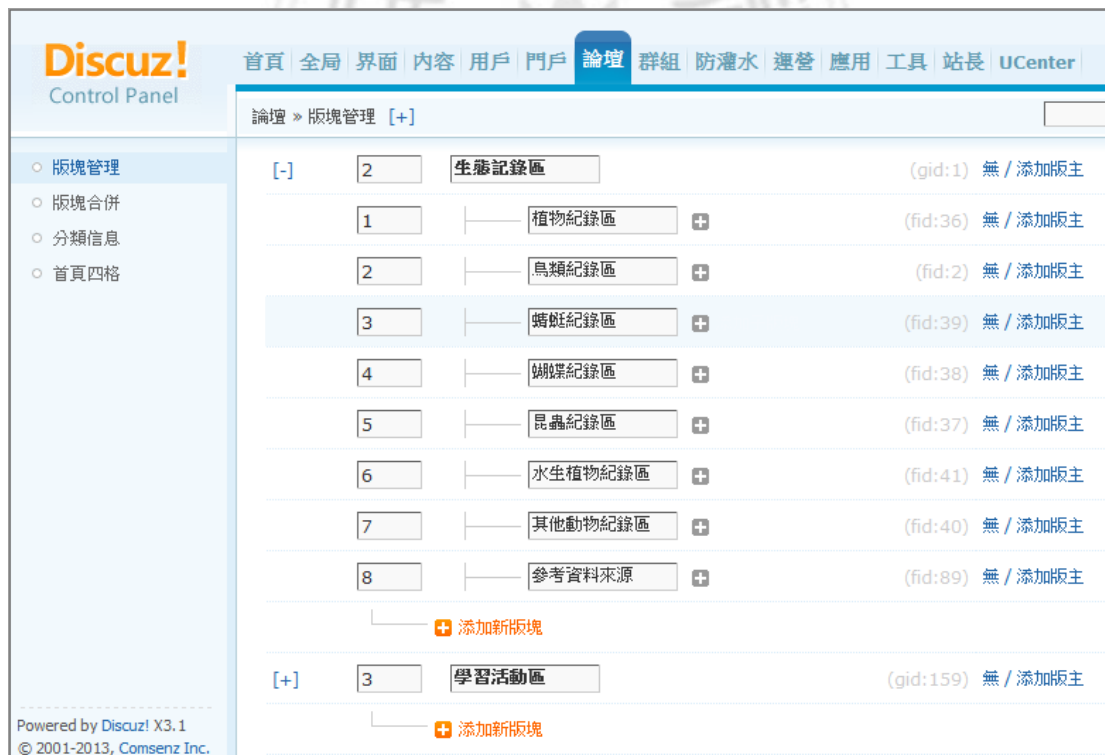 Discuz!
Control Panel
首頁 全局 界面 內容 用戶 門戶 論壇 群組 防灌水 運營 應用 工具 站長 UCenter
論壇 » 版塊管理 [+]
版塊管理
版塊合併
分類信息
首頁四格
[-] 2 生態記錄區 (gid:1) 無 / 添加版主
1 植物紀錄區 (fid:36) 無 / 添加版主
2 鳥類紀錄區 (fid:2) 無 / 添加版主
3 蜻蜓紀錄區 (fid:39) 無 / 添加版主
4 蝴蝶紀錄區 (fid:38) 無 / 添加版主
5 昆蟲紀錄區 (fid:37) 無 / 添加版主
6 水生植物紀錄區 (fid:41) 無 / 添加版主
7 其他動物紀錄區 (fid:40) 無 / 添加版主
8 參考資料來源 (fid:89) 無 / 添加版主
添加新版塊
[+] 3 學習活動區 (gid:159) 無 / 添加版主
添加新版塊
Powered by Discuz! X3.1
© 2001-2013, Comsenz Inc.